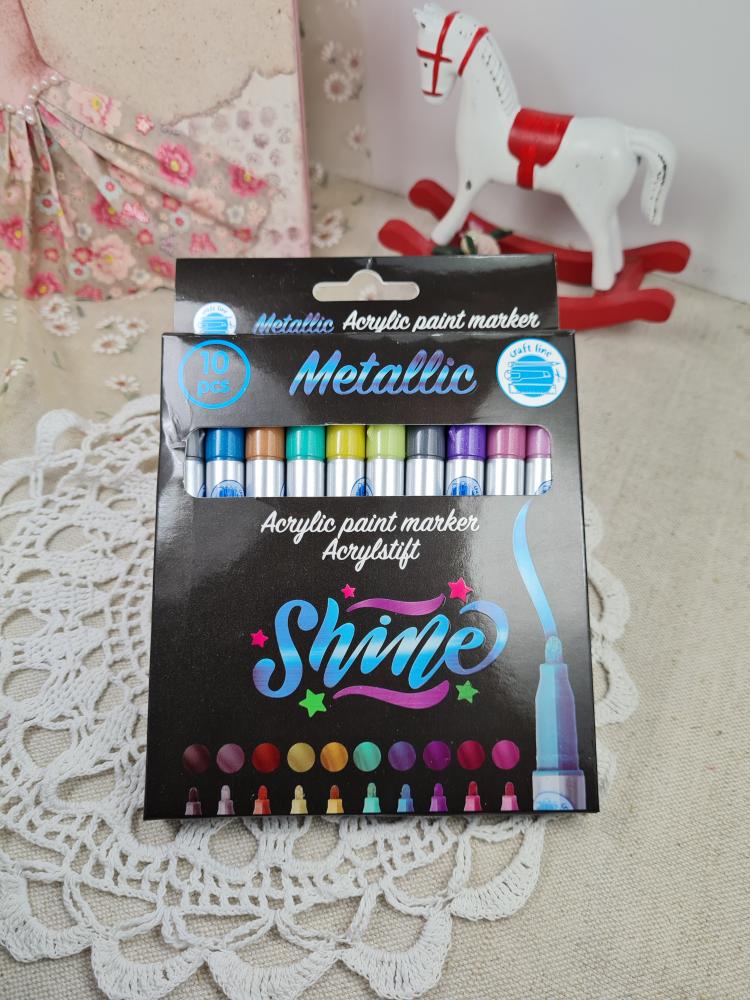 Metallic Acrylic paint marker
10
pcs
Metallic
craft line
Acrylic paint marker
Acrylstift
Shine